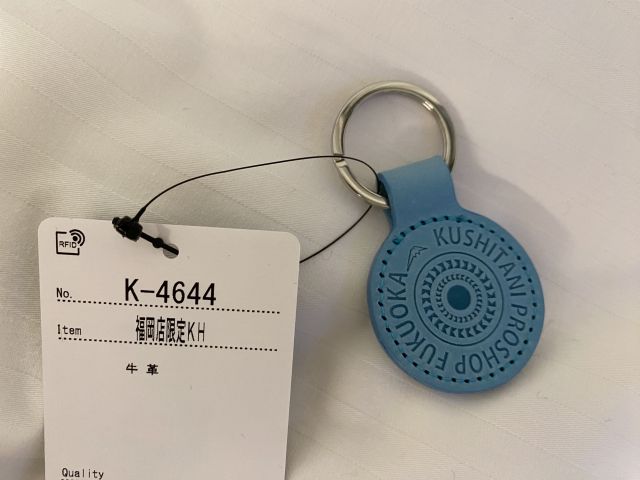 RFID
No. K-4644
Item 福岡店限定KH
牛革
Quality
KUSHITANI PROSHOP FUKUOKA